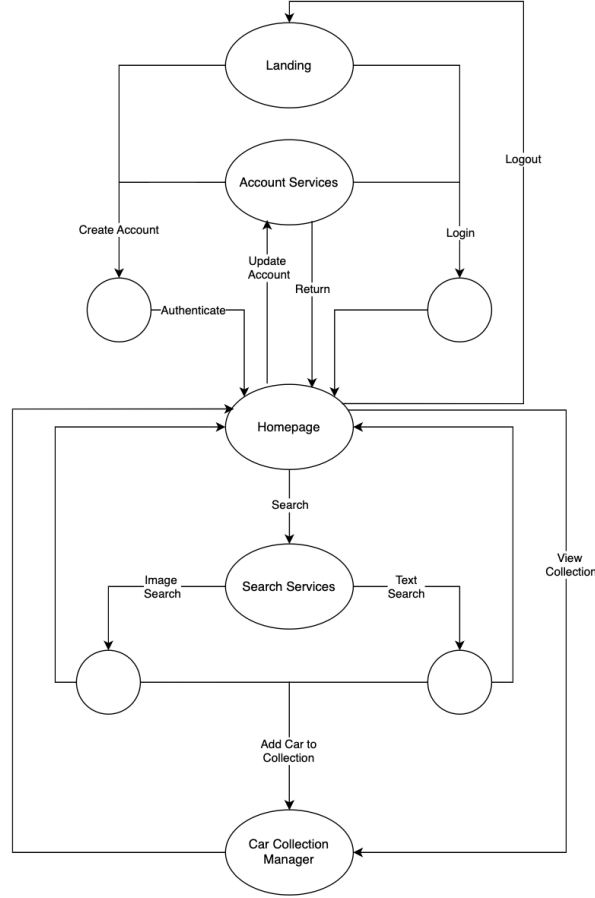 Landing
Logout
Account Services
Create Account
Login
Update
Account
Return
Authenticate
Homepage
Search
View
Collection
Image
Search
Search Services
Text
Search
Add Car to
Collection
Car Collection
Manager